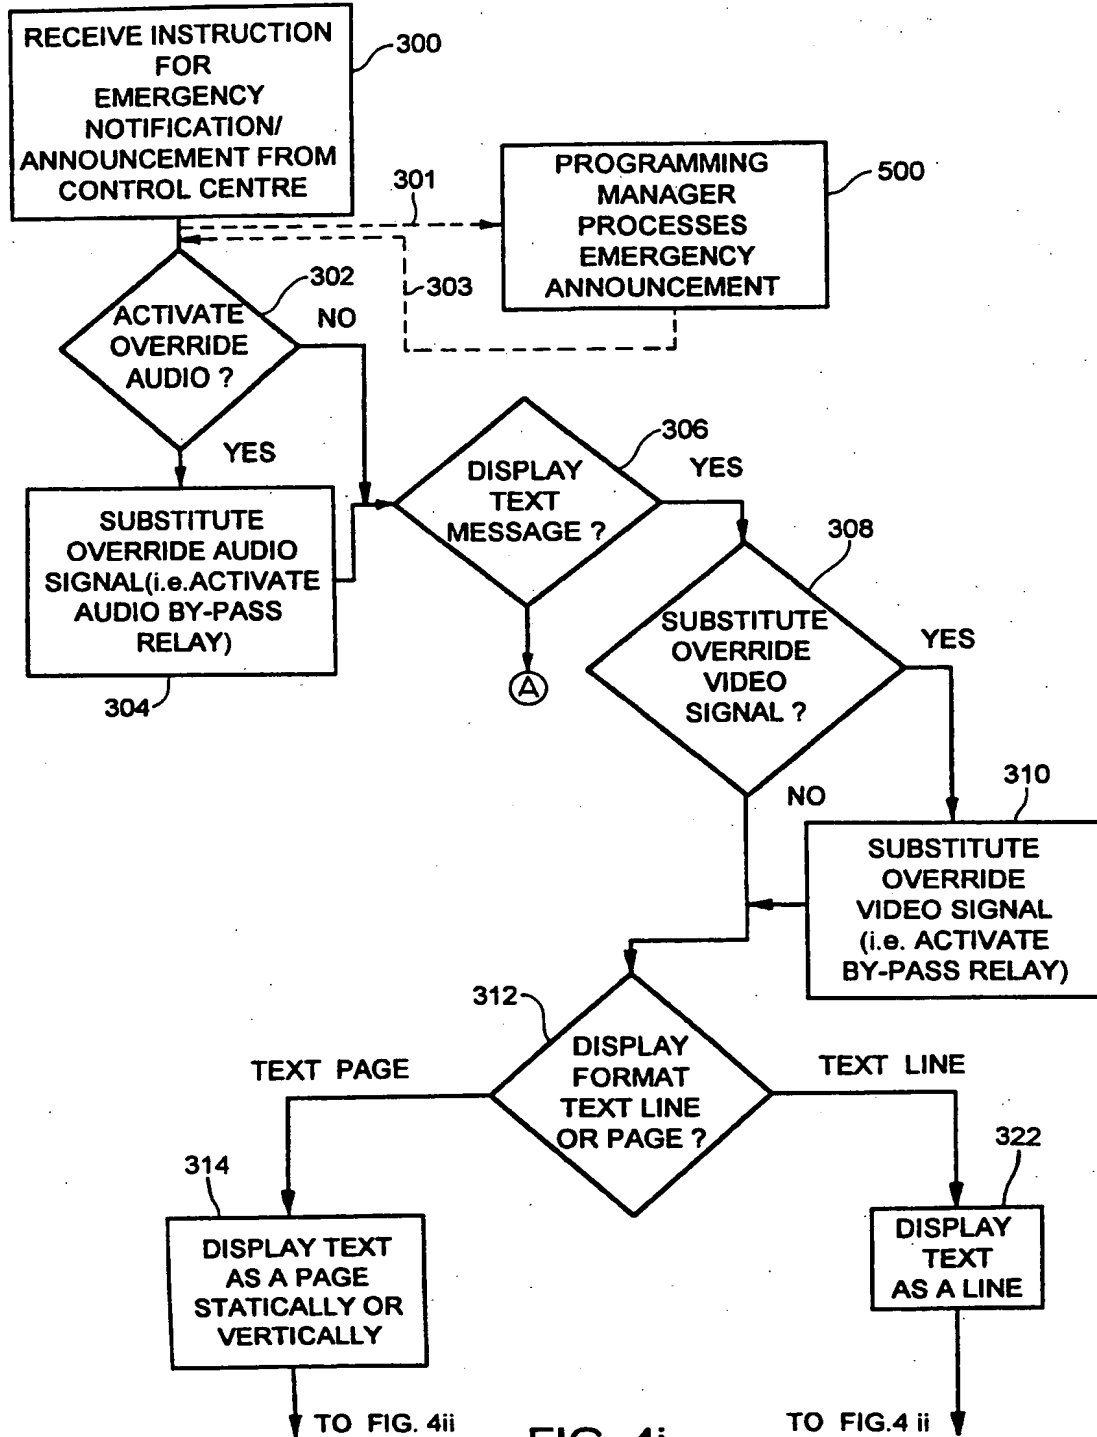 RECEIVE INSTRUCTION
FOR
EMERGENCY
NOTIFICATION/
ANNOUNCEMENT FROM
CONTROL CENTRE
300
301
PROGRAMMING
MANAGER
PROCESSES
EMERGENCY
ANNOUNCEMENT
500
303
302
ACTIVATE
OVERRIDE
AUDIO ?
NO
YES
SUBSTITUTE
OVERRIDE AUDIO
SIGNAL(i.e.ACTIVATE
AUDIO BY-PASS
RELAY)
304
306
DISPLAY
TEXT
MESSAGE ?
YES
A
308
SUBSTITUTE
OVERRIDE
VIDEO
SIGNAL ?
YES
NO
310
SUBSTITUTE
OVERRIDE
VIDEO SIGNAL
(i.e. ACTIVATE
BY-PASS RELAY)
312
DISPLAY
FORMAT
TEXT LINE
OR PAGE ?
TEXT PAGE
TEXT LINE
314
DISPLAY TEXT
AS A PAGE
STATICALLY OR
VERTICALLY
322
DISPLAY
TEXT
AS A LINE
TO FIG. 4ii
FIG. 4i
TO FIG.4 ii